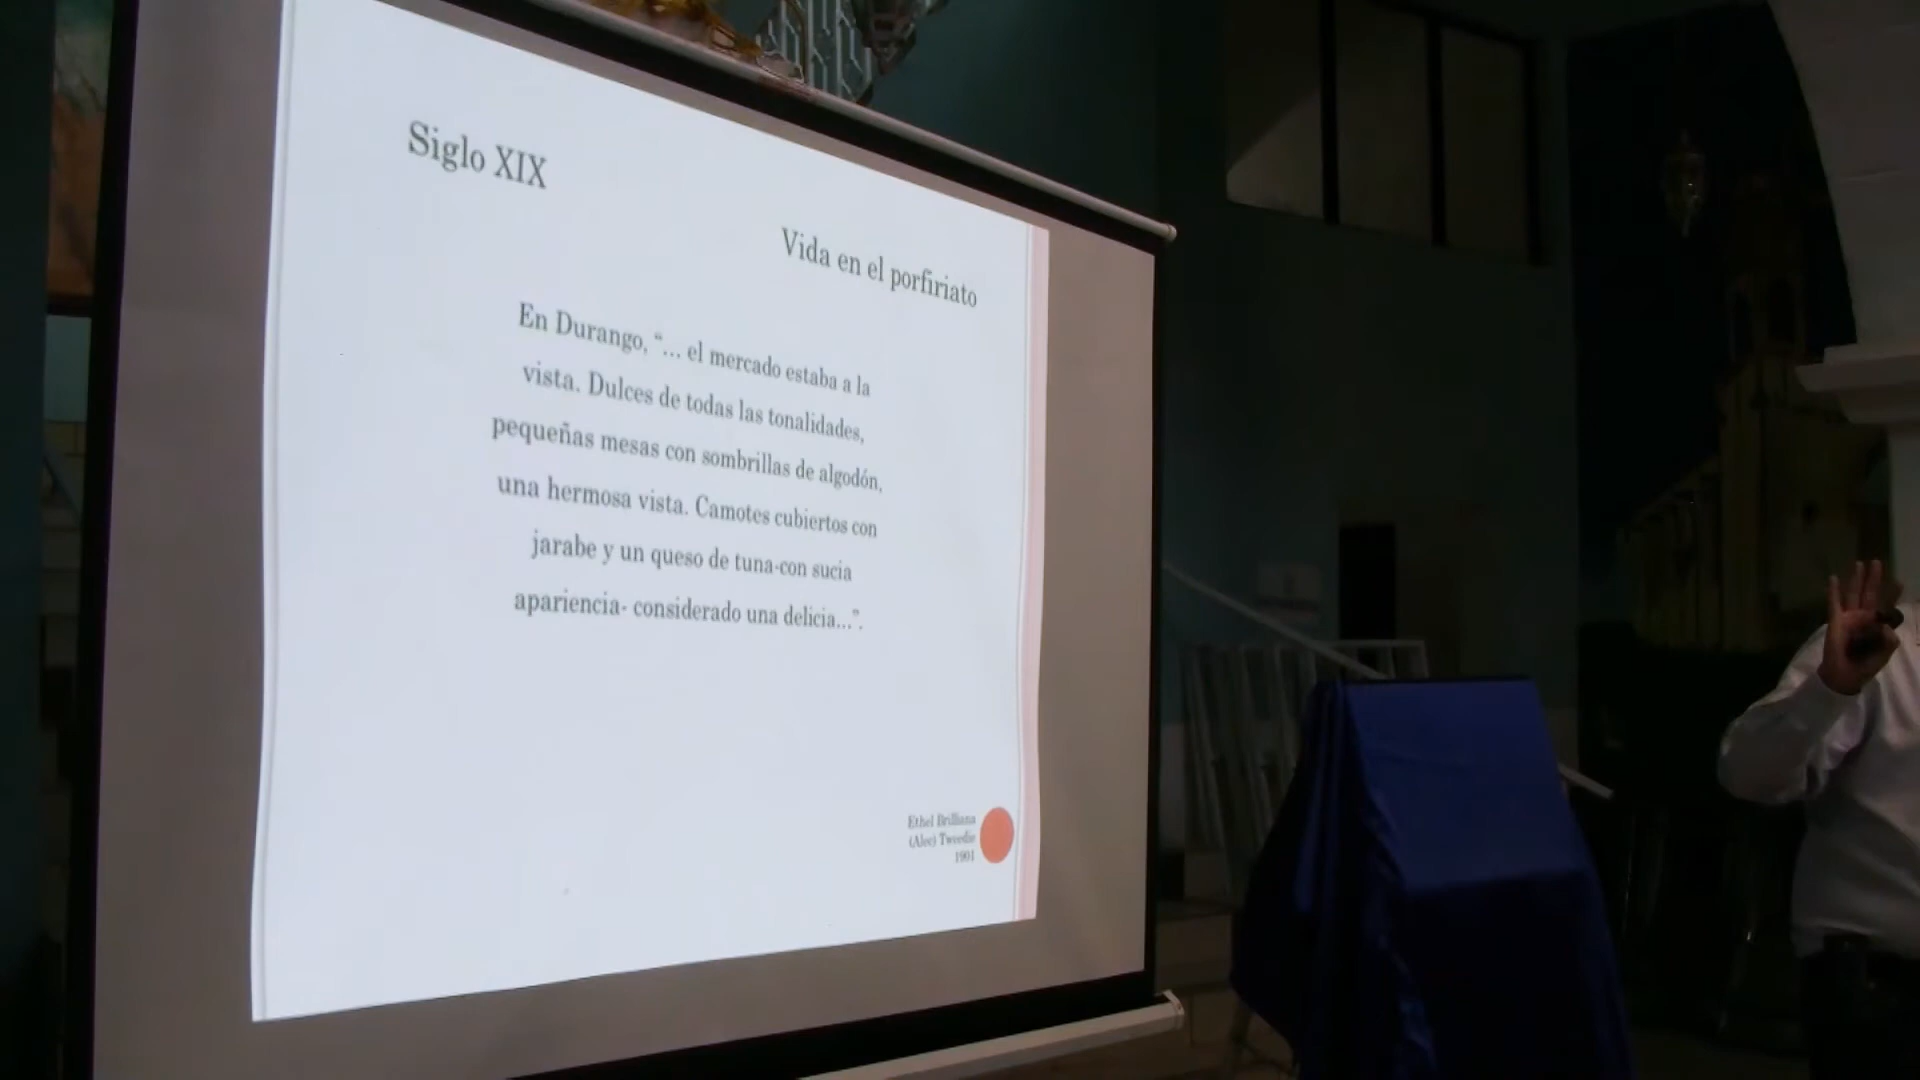 Siglo XIX
Vida en el porfiriato
En Durango, “... el mercado estaba a la
vista. Dulces de todas las tonalidades,
pequeñas mesas con sombrillas de algodón,
una hermosa vista. Camotes cubiertos con
jarabe y un queso de tuna-con sucia
apariencia- considerado una delicia...”.
Ethel Brilliana
(Alec) Tweedie
1901